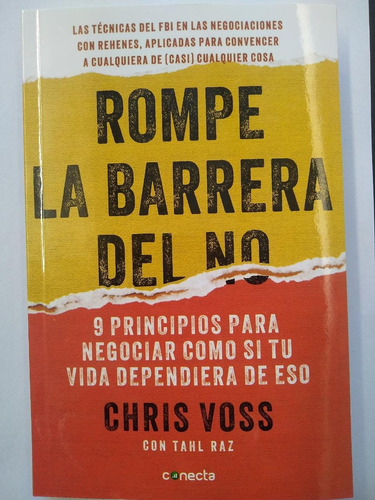 LAS TÉCNICAS DEL FBI EN LAS NEGOCIACIONES
CON REHENES, APLICADAS PARA CONVENCER
A CUALQUIERA DE (CASI) CUALQUIER COSA
ROMPE
LA BARRERA
DEL NO
9 PRINCIPIOS PARA
NEGOCIAR COMO SI TU
VIDA DEPENDIERA DE ESO
CHRIS VOSS
CON TAHL RAZ
conecta